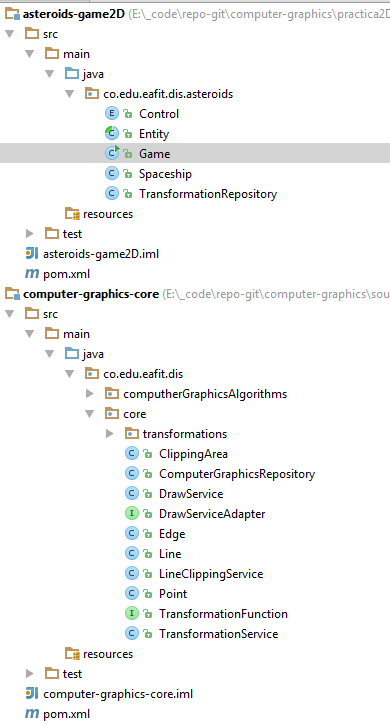 asteroids-game2D (E:\_code\repo-git\computer-graphics\practica2D
src
main
java
co.edu.eafit.dis.asteroids
E Control
C Entity
C Game
C Spaceship
C TransformationRepository
resources
test
asteroids-game2D.iml
m pom.xml
computer-graphics-core (E:\_code\repo-git\computer-graphics\sou
src
main
java
co.edu.eafit.dis
computherGraphicsAlgorithms
core
transformations
C ClippingArea
C ComputerGraphicsRepository
C DrawService
I DrawServiceAdapter
C Edge
C Line
C LineClippingService
C Point
I TransformationFunction
C TransformationService
resources
test
computer-graphics-core.iml
m pom.xml